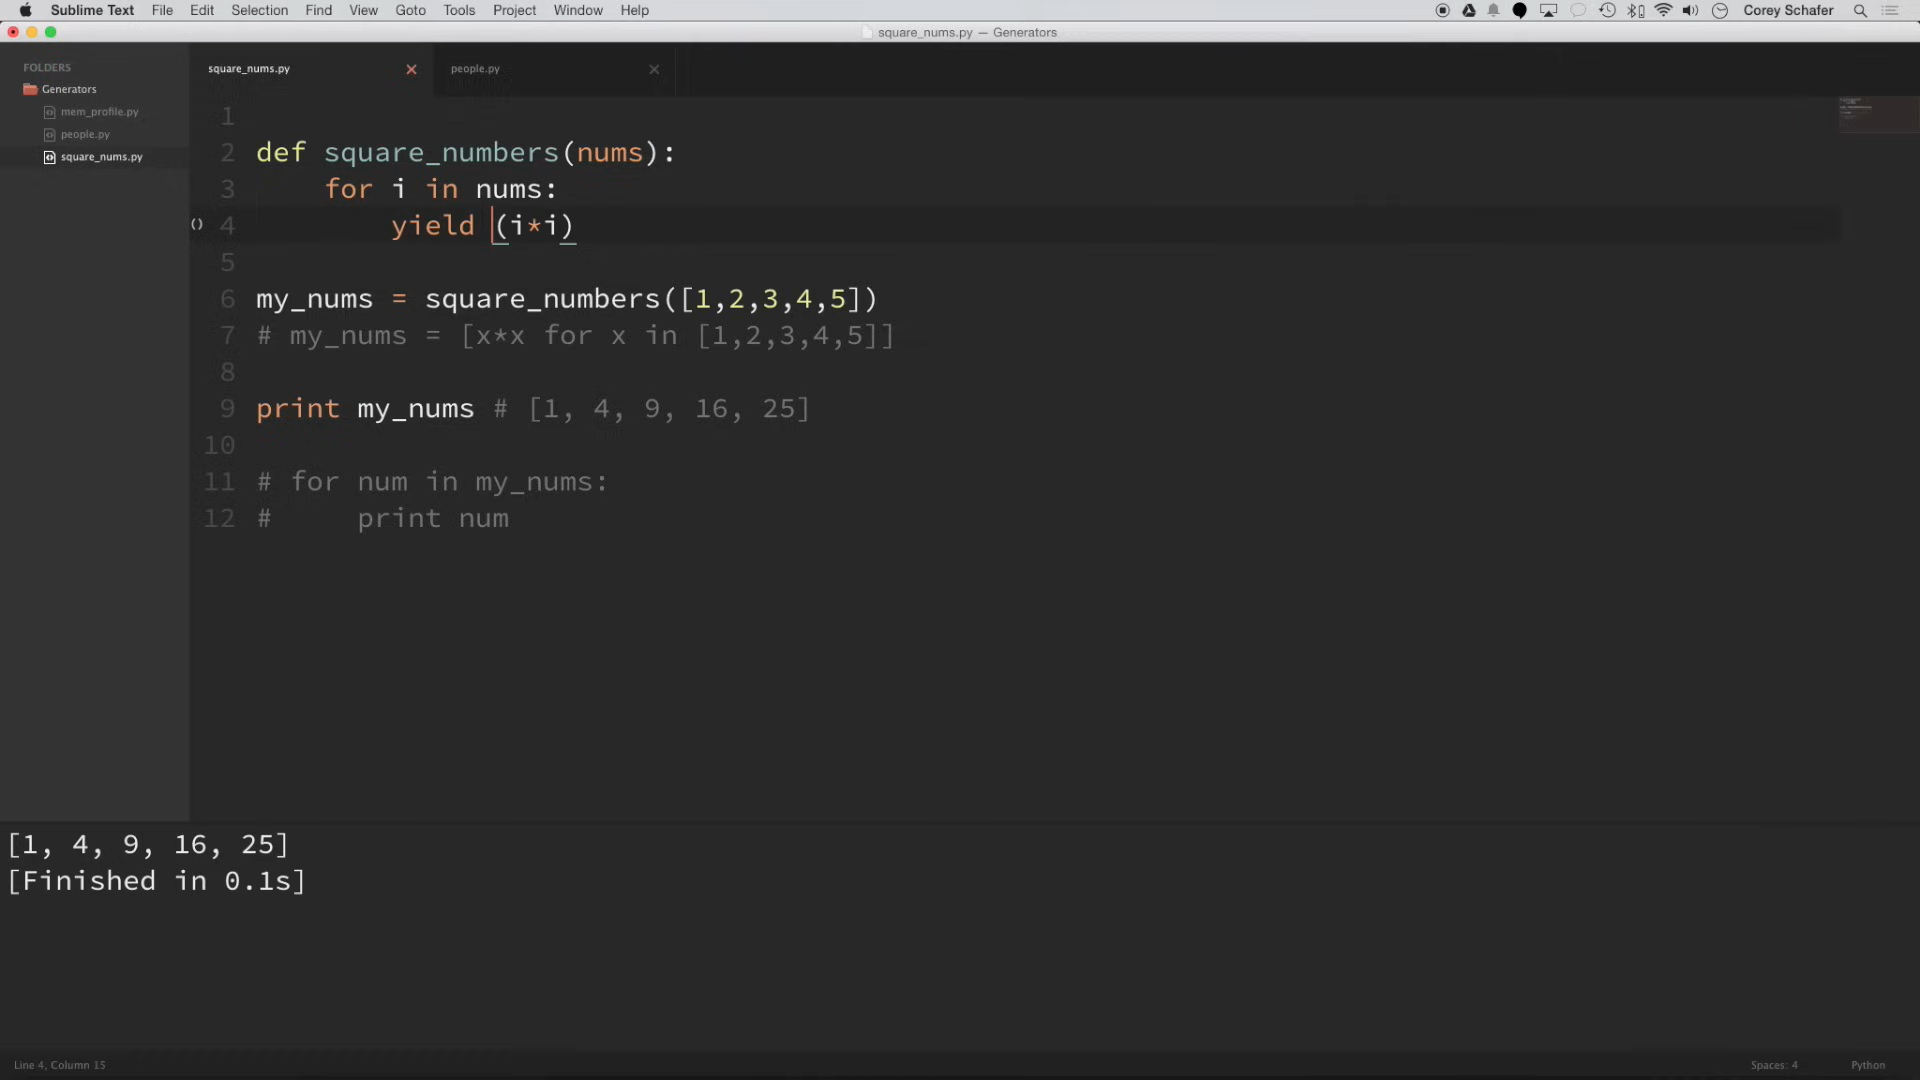 Sublime Text File Edit Selection Find View Goto Tools Project Window Help Corey Schafer
square_nums.py — Generators
FOLDERS
Generators
mem_profile.py
people.py
square_nums.py
square_nums.py people.py
1
2 def square_numbers(nums):
3     for i in nums:
() 4         yield (i*i)
5
6 my_nums = square_numbers([1,2,3,4,5])
7 # my_nums = [x*x for x in [1,2,3,4,5]]
8
9 print my_nums # [1, 4, 9, 16, 25]
10
11 # for num in my_nums:
12 #     print num
[1, 4, 9, 16, 25]
[Finished in 0.1s]
Line 4, Column 15 Spaces: 4 Python